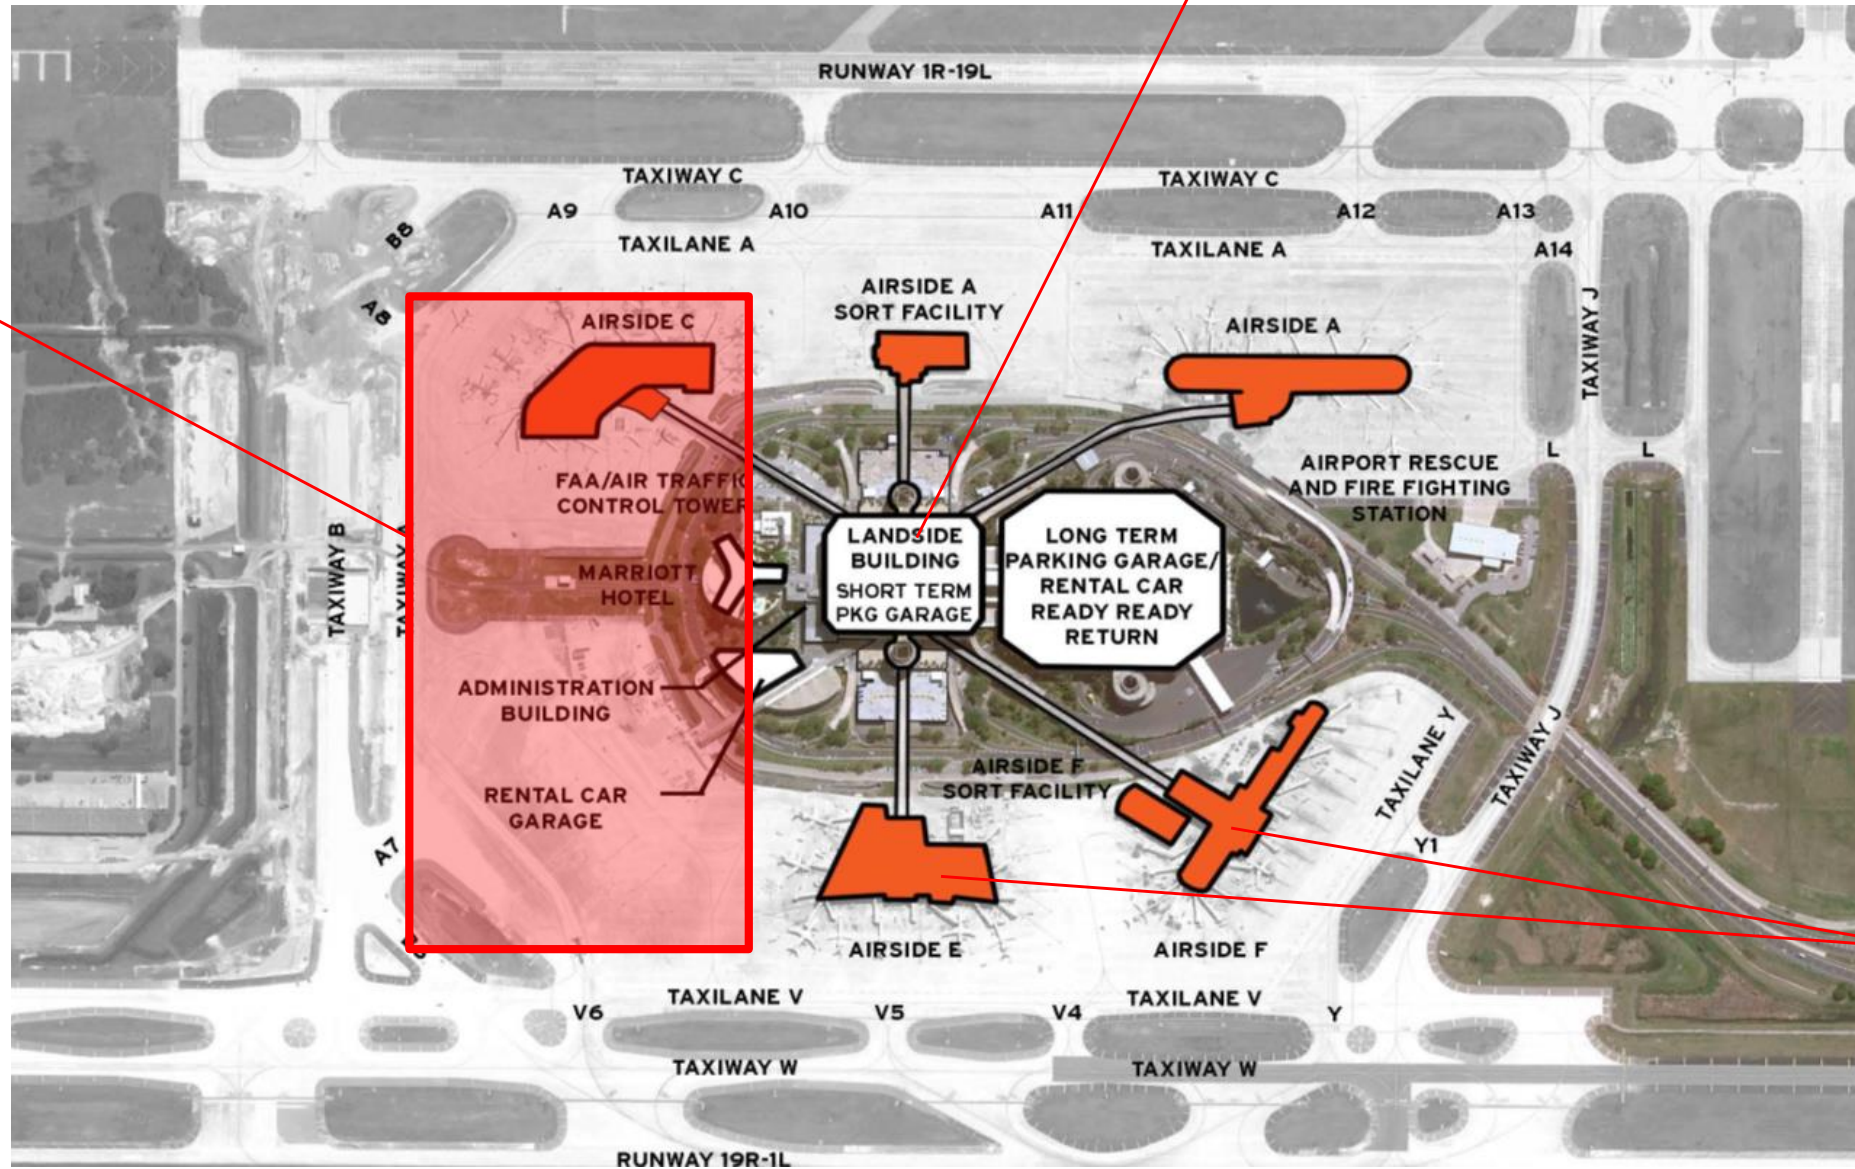 RUNWAY 1R-19L
TAXIWAY C
TAXIWAY C
A9
A10
A11
A12
A13
B8
TAXILANE A
TAXILANE A
A14
A8
AIRSIDE A
SORT FACILITY
AIRSIDE C
AIRSIDE A
TAXIWAY J
L
L
AIRPORT RESCUE
AND FIRE FIGHTING
STATION
FAA/AIR TRAFFIC
CONTROL TOWER
LANDSIDE
BUILDING
SHORT TERM
PKG GARAGE
LONG TERM
PARKING GARAGE/
RENTAL CAR
READY READY
RETURN
TAXIWAY B
TAXIWAY
MARRIOTT
HOTEL
ADMINISTRATION
BUILDING
RENTAL CAR
GARAGE
AIRSIDE F
SORT FACILITY
TAXILANE Y
TAXIWAY J
Y1
A7
AIRSIDE E
AIRSIDE F
TAXILANE V
TAXILANE V
V6
V5
V4
Y
TAXIWAY W
TAXIWAY W
RUNWAY 19R-1L